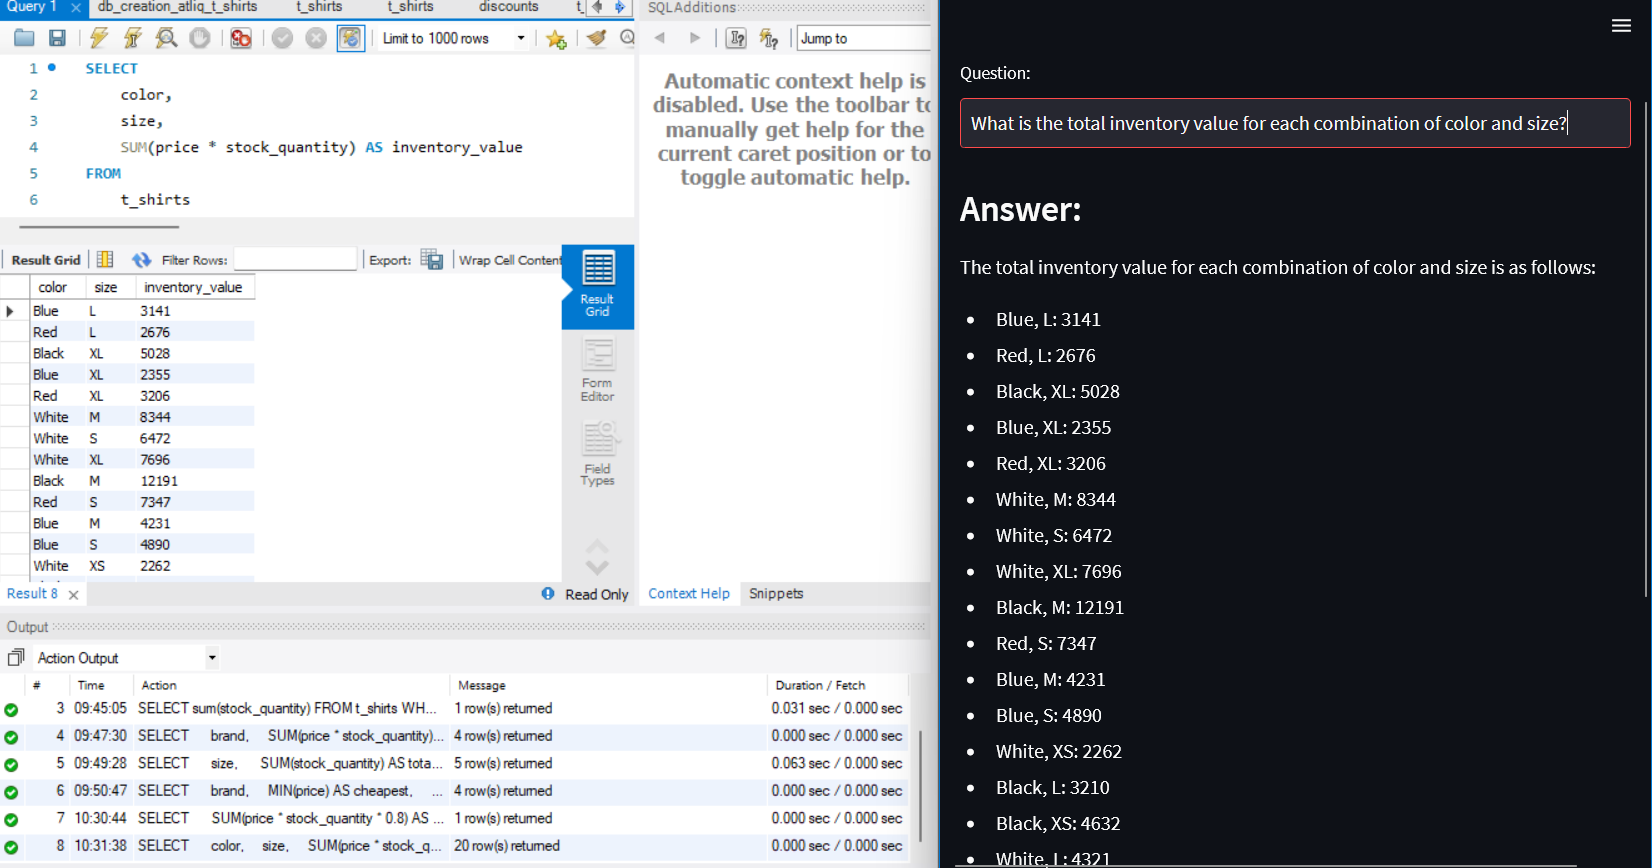 Query 1
db_creation_atliq_t_shirts
t_shirts
t_shirts
discounts
t_
Limit to 1000 rows
1 SELECT
2 color,
3 size,
4 SUM(price * stock_quantity) AS inventory_value
5 FROM
6 t_shirts
Result Grid
Filter Rows:
Export:
Wrap Cell Content
color size inventory_value
Blue L 3141
Red L 2676
Black XL 5028
Blue XL 2355
Red XL 3206
White M 8344
White S 6472
White XL 7696
Black M 12191
Red S 7347
Blue M 4231
Blue S 4890
White XS 2262
Result Grid
Form Editor
Field Types
Result 8
Read Only
SQLAdditions
Jump to
Automatic context help is
disabled. Use the toolbar to
manually get help for the
current caret position or to
toggle automatic help.
Context Help
Snippets
Output
Action Output
# Time Action Message Duration / Fetch
3 09:45:05 SELECT sum(stock_quantity) FROM t_shirts WH... 1 row(s) returned 0.031 sec / 0.000 sec
4 09:47:30 SELECT brand, SUM(price * stock_quantity)... 4 row(s) returned 0.000 sec / 0.000 sec
5 09:49:28 SELECT size, SUM(stock_quantity) AS tota... 5 row(s) returned 0.063 sec / 0.000 sec
6 09:50:47 SELECT brand, MIN(price) AS cheapest, ... 4 row(s) returned 0.000 sec / 0.000 sec
7 10:30:44 SELECT SUM(price * stock_quantity * 0.8) AS ... 1 row(s) returned 0.000 sec / 0.000 sec
8 10:31:38 SELECT color, size, SUM(price * stock_q... 20 row(s) returned 0.000 sec / 0.000 sec
Question:
What is the total inventory value for each combination of color and size?
Answer:
The total inventory value for each combination of color and size is as follows:
• Blue, L: 3141
• Red, L: 2676
• Black, XL: 5028
• Blue, XL: 2355
• Red, XL: 3206
• White, M: 8344
• White, S: 6472
• White, XL: 7696
• Black, M: 12191
• Red, S: 7347
• Blue, M: 4231
• Blue, S: 4890
• White, XS: 2262
• Black, L: 3210
• Black, XS: 4632
• White, L: 4321